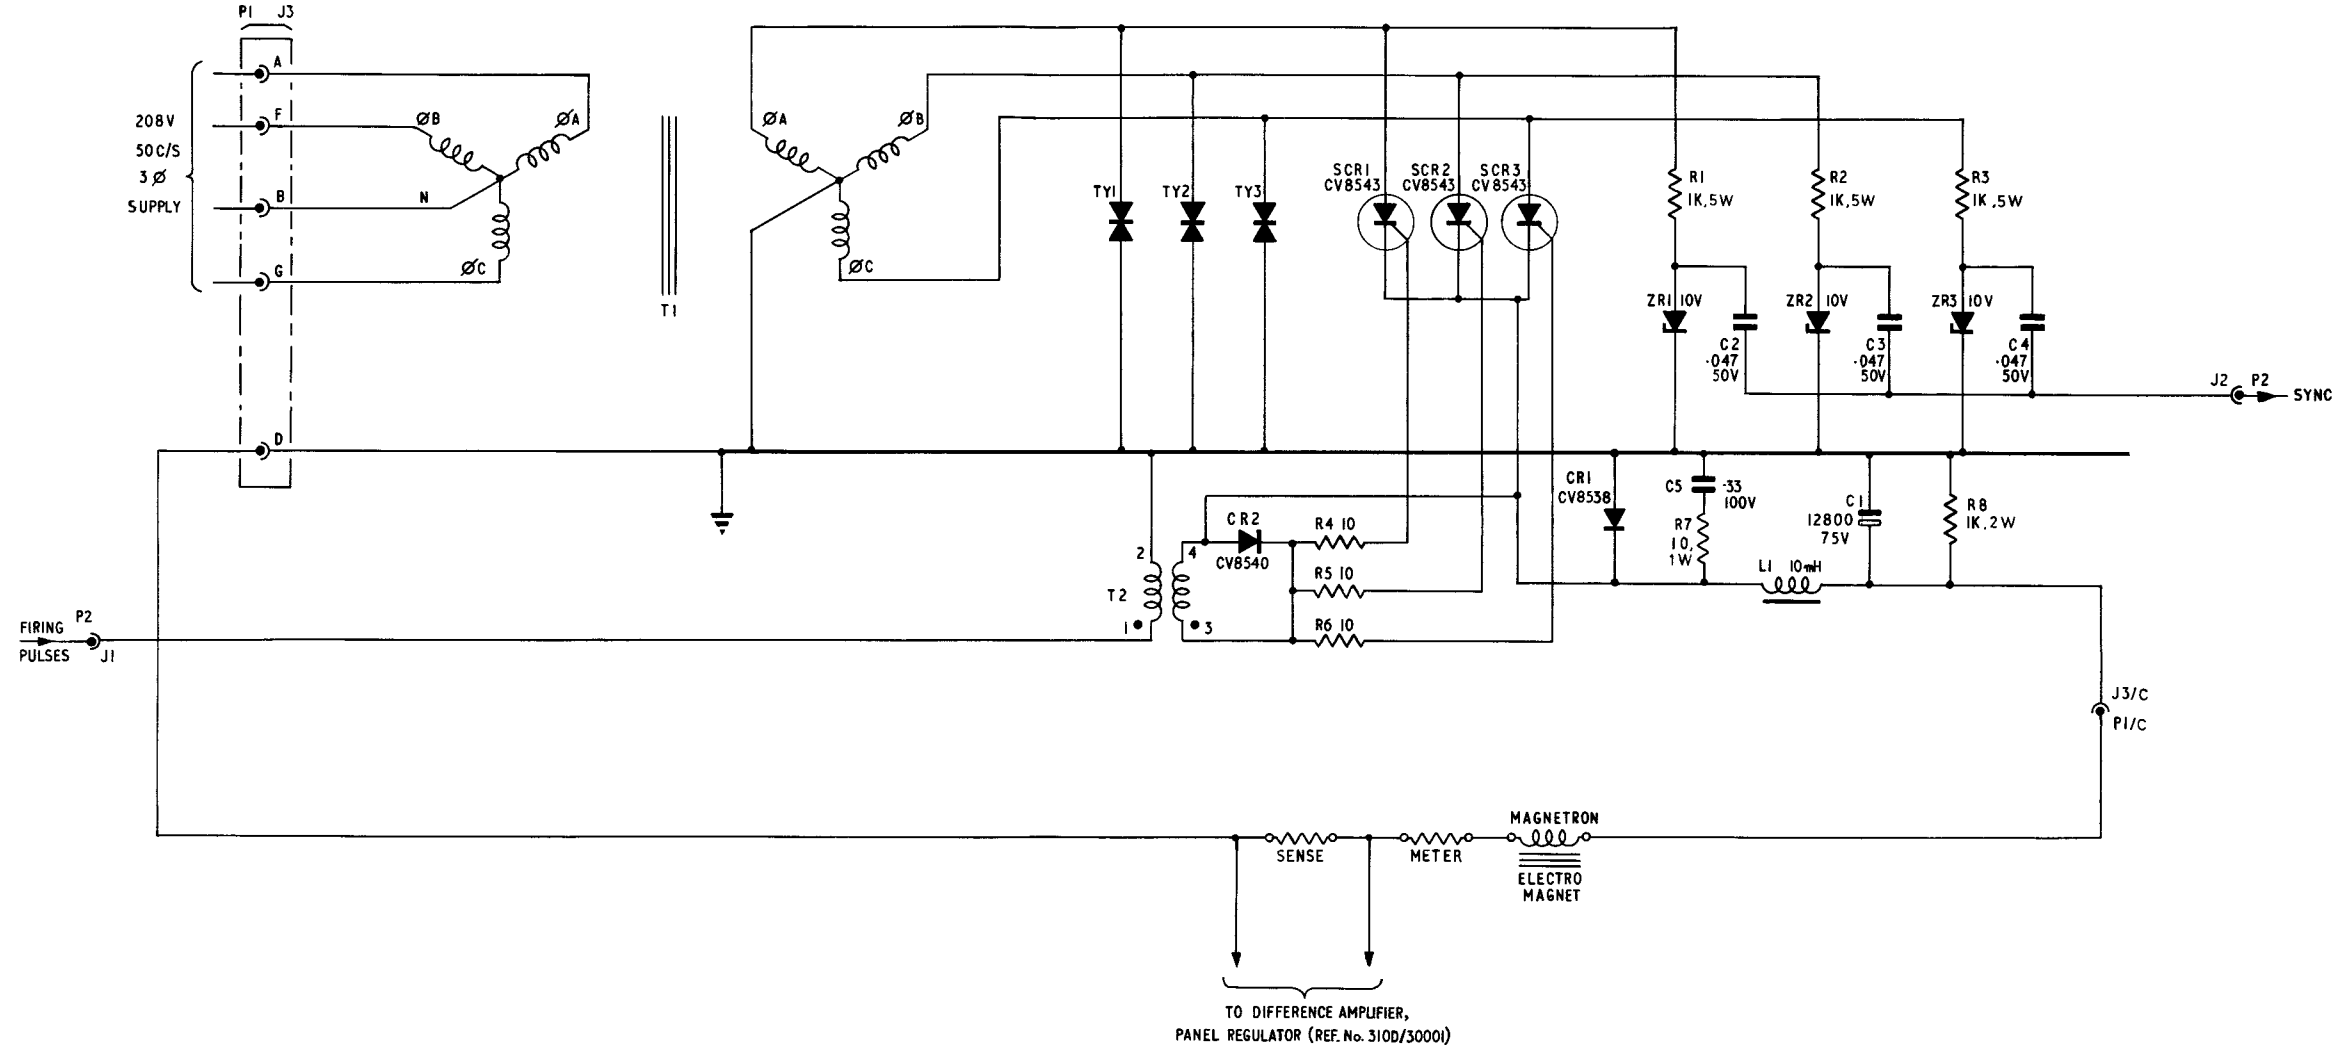 P1 J3
A
208V
50C/S
3Ø
SUPPLY
F
B
G
D
N
ØB
ØA
ØC
T1
ØA
ØB
ØC
TY1
TY2
TY3
SCR1
CV8543
SCR2
CV8543
SCR3
CV8543
R1
1K,5W
R2
1K,5W
R3
1K,5W
ZR1 10V
ZR2 10V
ZR3 10V
C2
·047
50V
C3
·047
50V
C4
·047
50V
J2 P2
SYNC
CR1
CV8538
C5 ·33
100V
R7
10,
1W
C1
12800
75V
R8
1K,2W
L1 10mH
CR2
CV8540
R4 10
R5 10
R6 10
2
4
T2
1
3
FIRING
PULSES
P2
J1
J3/C
P1/C
MAGNETRON
SENSE
METER
ELECTRO
MAGNET
TO DIFFERENCE AMPLIFIER,
PANEL REGULATOR (REF. No. 310D/30001)